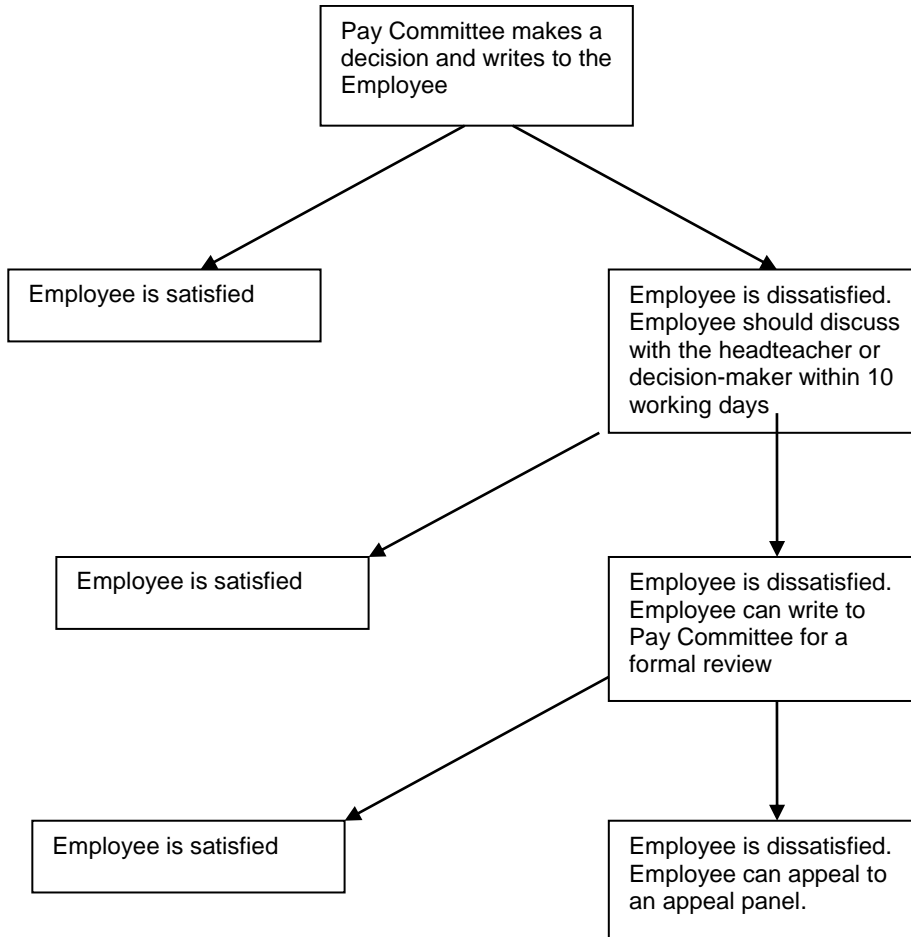 Pay Committee makes a
decision and writes to the
Employee
Employee is satisfied
Employee is dissatisfied.
Employee should discuss
with the headteacher or
decision-maker within 10
working days
Employee is satisfied
Employee is dissatisfied.
Employee can write to
Pay Committee for a
formal review
Employee is satisfied
Employee is dissatisfied.
Employee can appeal to
an appeal panel.